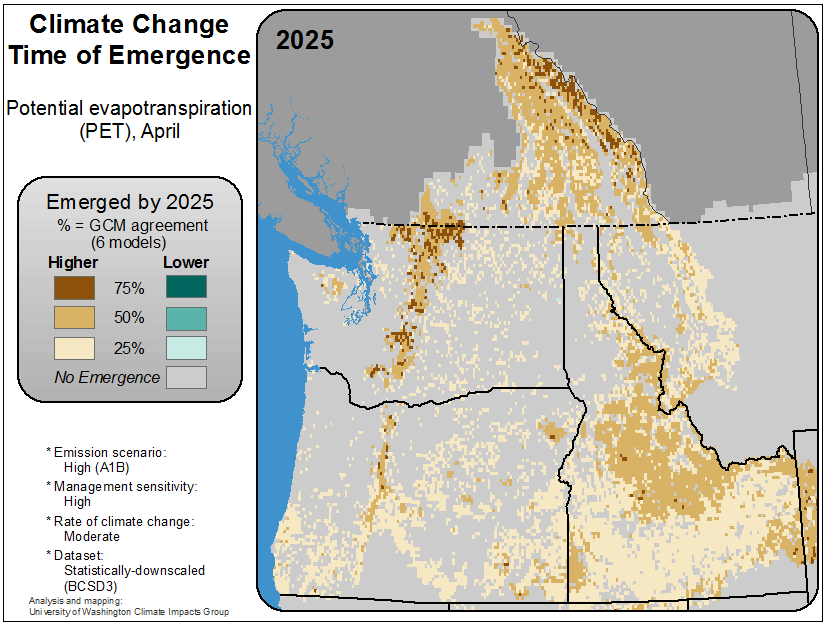 Climate Change
Time of Emergence
Potential evapotranspiration
(PET), April
Emerged by 2025
% = GCM agreement
(6 models)
Higher Lower
75%
50%
25%
No Emergence
* Emission scenario:
High (A1B)
* Management sensitivity:
High
* Rate of climate change:
Moderate
* Dataset:
Statistically-downscaled
(BCSD3)
Analysis and mapping:
University of Washington Climate Impacts Group
2025